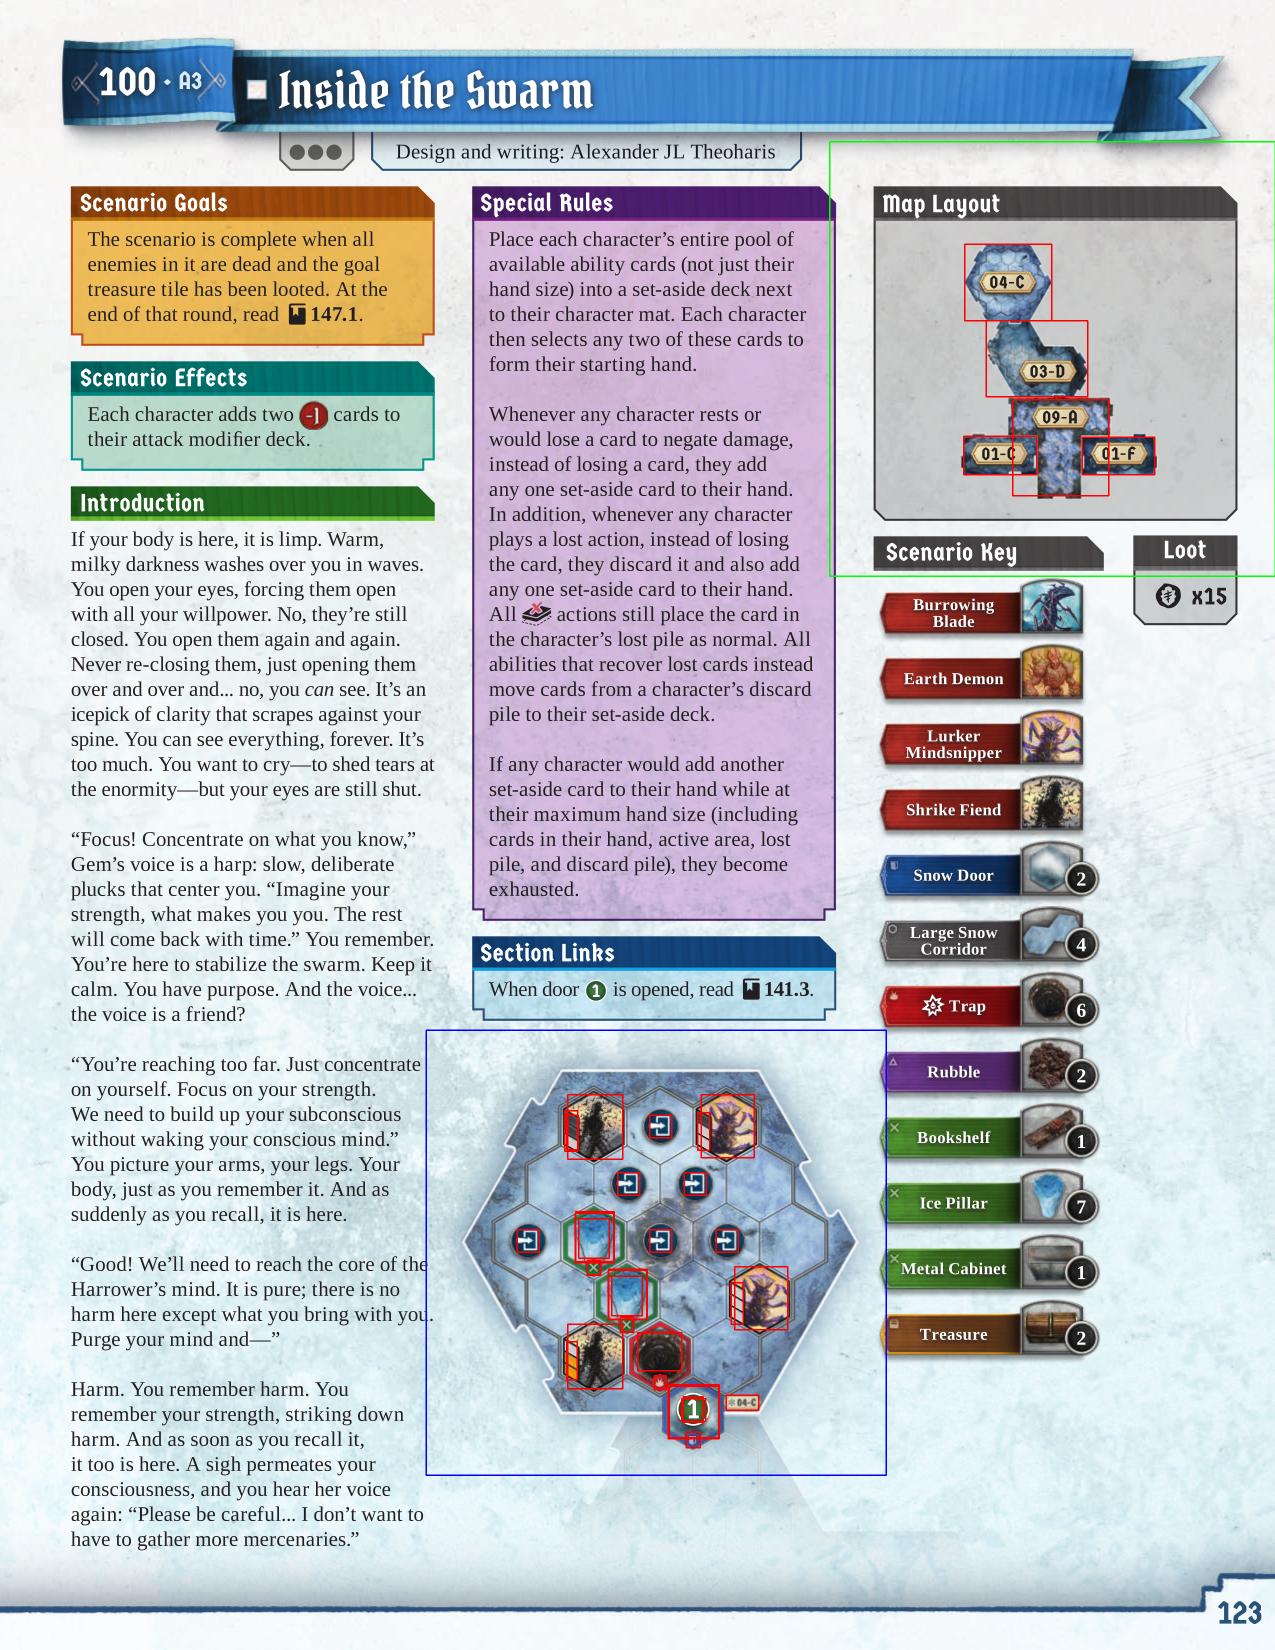 100 • A3
Inside the Swarm
Design and writing: Alexander JL Theoharis
Scenario Goals
The scenario is complete when all
enemies in it are dead and the goal
treasure tile has been looted. At the
end of that round, read 147.1.
Scenario Effects
Each character adds two -1 cards to
their attack modifier deck.
Introduction
If your body is here, it is limp. Warm,
milky darkness washes over you in waves.
You open your eyes, forcing them open
with all your willpower. No, they’re still
closed. You open them again and again.
Never re-closing them, just opening them
over and over and... no, you can see. It’s an
icepick of clarity that scrapes against your
spine. You can see everything, forever. It’s
too much. You want to cry—to shed tears at
the enormity—but your eyes are still shut.
“Focus! Concentrate on what you know,”
Gem’s voice is a harp: slow, deliberate
plucks that center you. “Imagine your
strength, what makes you you. The rest
will come back with time.” You remember.
You’re here to stabilize the swarm. Keep it
calm. You have purpose. And the voice...
the voice is a friend?
“You’re reaching too far. Just concentrate
on yourself. Focus on your strength.
We need to build up your subconscious
without waking your conscious mind.”
You picture your arms, your legs. Your
body, just as you remember it. And as
suddenly as you recall, it is here.
“Good! We’ll need to reach the core of the
Harrower’s mind. It is pure; there is no
harm here except what you bring with you.
Purge your mind and—”
Harm. You remember harm. You
remember your strength, striking down
harm. And as soon as you recall it,
it too is here. A sigh permeates your
consciousness, and you hear her voice
again: “Please be careful... I don’t want to
have to gather more mercenaries.”
Special Rules
Place each character’s entire pool of
available ability cards (not just their
hand size) into a set-aside deck next
to their character mat. Each character
then selects any two of these cards to
form their starting hand.
Whenever any character rests or
would lose a card to negate damage,
instead of losing a card, they add
any one set-aside card to their hand.
In addition, whenever any character
plays a lost action, instead of losing
the card, they discard it and also add
any one set-aside card to their hand.
All actions still place the card in
the character’s lost pile as normal. All
abilities that recover lost cards instead
move cards from a character’s discard
pile to their set-aside deck.
If any character would add another
set-aside card to their hand while at
their maximum hand size (including
cards in their hand, active area, lost
pile, and discard pile), they become
exhausted.
Section Links
When door 1 is opened, read 141.3.
1
04-C
Map Layout
04-C
03-D
09-A
01-C
01-F
Scenario Key
Loot
x15
Burrowing
Blade
Earth Demon
Lurker
Mindsnipper
Shrike Fiend
Snow Door
2
Large Snow
Corridor
4
Trap
6
Rubble
2
Bookshelf
1
Ice Pillar
7
Metal Cabinet
1
Treasure
2
123